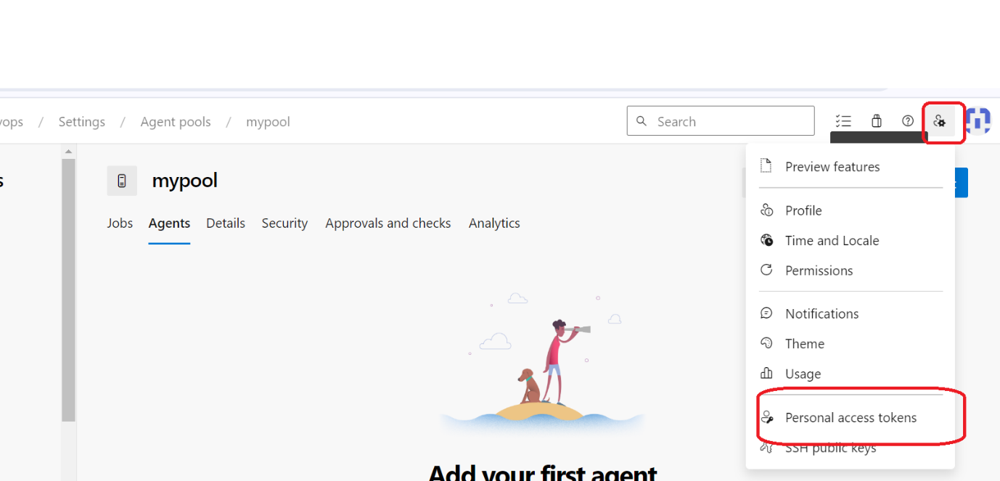 / Settings / Agent pools / mypool
Search
mypool
Jobs Agents Details Security Approvals and checks Analytics
Add your first agent
Preview features
Profile
Time and Locale
Permissions
Notifications
Theme
Usage
Personal access tokens
SSH public keys